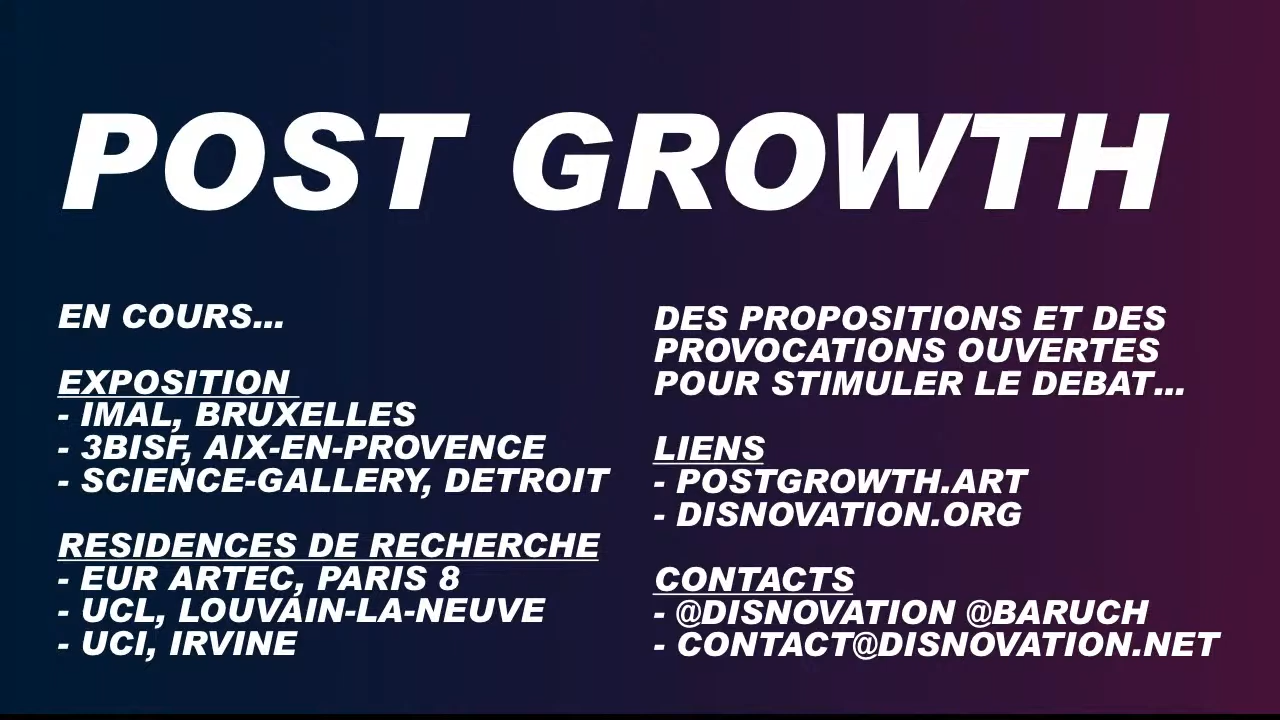 POST GROWTH
EN COURS...
EXPOSITION
- IMAL, BRUXELLES
- 3BISF, AIX-EN-PROVENCE
- SCIENCE-GALLERY, DETROIT
RESIDENCES DE RECHERCHE
- EUR ARTEC, PARIS 8
- UCL, LOUVAIN-LA-NEUVE
- UCI, IRVINE
DES PROPOSITIONS ET DES
PROVOCATIONS OUVERTES
POUR STIMULER LE DEBAT...
LIENS
- POSTGROWTH.ART
- DISNOVATION.ORG
CONTACTS
- @DISNOVATION @BARUCH
- CONTACT@DISNOVATION.NET